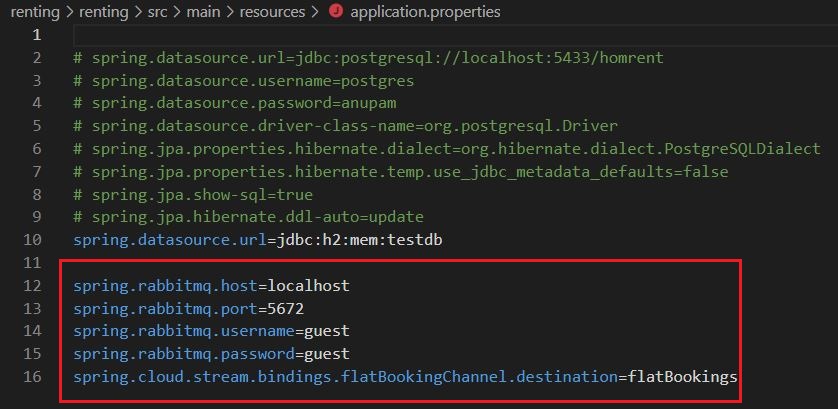 renting > renting > src > main > resources > application.properties
1
2 # spring.datasource.url=jdbc:postgresql://localhost:5433/homrent
3 # spring.datasource.username=postgres
4 # spring.datasource.password=anupam
5 # spring.datasource.driver-class-name=org.postgresql.Driver
6 # spring.jpa.properties.hibernate.dialect=org.hibernate.dialect.PostgreSQLDialect
7 # spring.jpa.properties.hibernate.temp.use_jdbc_metadata_defaults=false
8 # spring.jpa.show-sql=true
9 # spring.jpa.hibernate.ddl-auto=update
10 spring.datasource.url=jdbc:h2:mem:testdb
11
12 spring.rabbitmq.host=localhost
13 spring.rabbitmq.port=5672
14 spring.rabbitmq.username=guest
15 spring.rabbitmq.password=guest
16 spring.cloud.stream.bindings.flatBookingChannel.destination=flatBookings